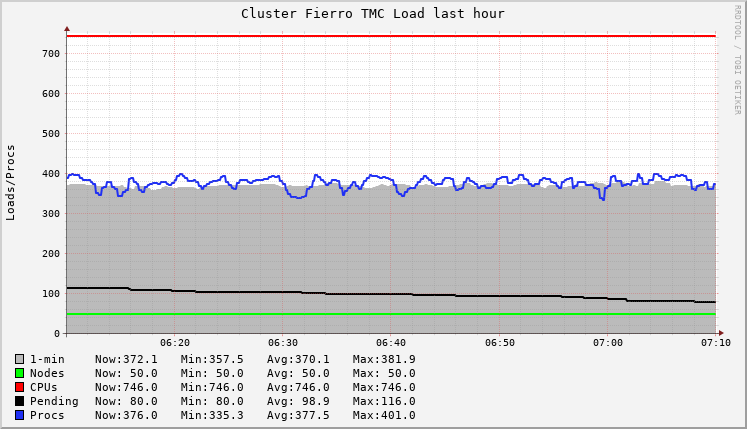 Cluster Fierro TMC Load last hour
RRDTOOL / TOBI OETIKER
Loads/Procs
700
600
500
400
300
200
100
0
06:20 06:30 06:40 06:50 07:00 07:10
1-min Now:372.1 Min:357.5 Avg:370.1 Max:381.9
Nodes Now: 50.0 Min: 50.0 Avg: 50.0 Max: 50.0
CPUs Now:746.0 Min:746.0 Avg:746.0 Max:746.0
Pending Now: 80.0 Min: 80.0 Avg: 98.9 Max:116.0
Procs Now:376.0 Min:335.3 Avg:377.5 Max:401.0